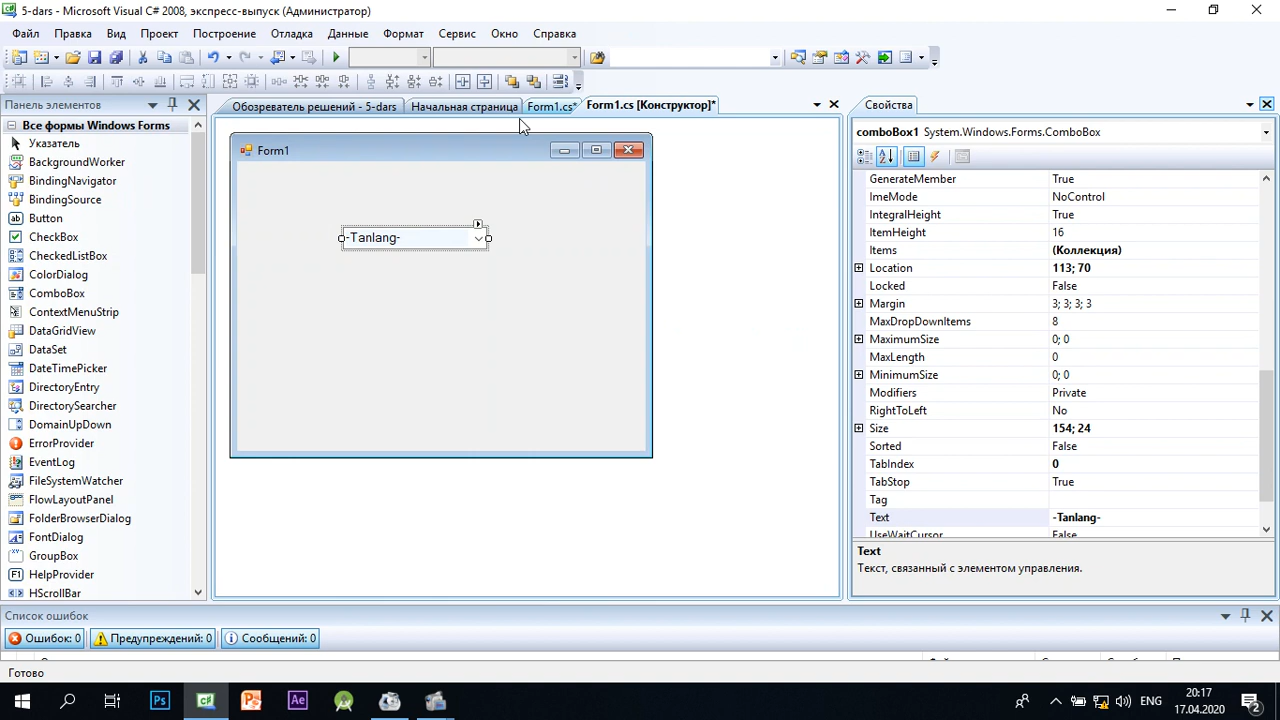 5-dars - Microsoft Visual C# 2008, экспресс-выпуск (Администратор)
Файл Правка Вид Проект Построение Отладка Данные Формат Сервис Окно Справка
Панель элементов
Обозреватель решений - 5-dars Начальная страница Form1.cs* Form1.cs [Конструктор]*
Свойства
Все формы Windows Forms
Указатель
BackgroundWorker
BindingNavigator
BindingSource
Button
CheckBox
CheckedListBox
ColorDialog
ComboBox
ContextMenuStrip
DataGridView
DataSet
DateTimePicker
DirectoryEntry
DirectorySearcher
DomainUpDown
ErrorProvider
EventLog
FileSystemWatcher
FlowLayoutPanel
FolderBrowserDialog
FontDialog
GroupBox
HelpProvider
HScrollBar
Form1
-Tanlang-
comboBox1 System.Windows.Forms.ComboBox
GenerateMember True
ImeMode NoControl
IntegralHeight True
ItemHeight 16
Items (Коллекция)
Location 113; 70
Locked False
Margin 3; 3; 3; 3
MaxDropDownItems 8
MaximumSize 0; 0
MaxLength 0
MinimumSize 0; 0
Modifiers Private
RightToLeft No
Size 154; 24
Sorted False
TabIndex 0
TabStop True
Tag
Text -Tanlang-
UseWaitCursor False
Text
Текст, связанный с элементом управления.
Список ошибок
Ошибок: 0 Предупреждений: 0 Сообщений: 0
Готово
Ps C# Ae ENG 20:17
17.04.2020
2